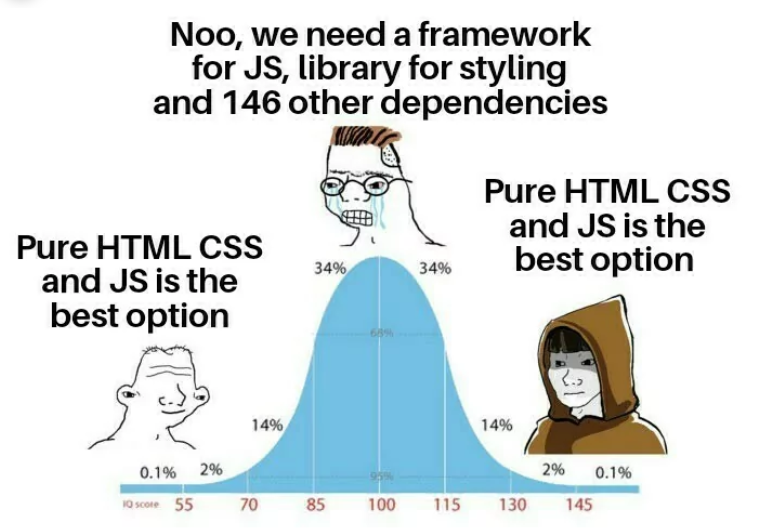 Noo, we need a framework
for JS, library for styling
and 146 other dependencies
Pure HTML CSS
and JS is the
best option
Pure HTML CSS
and JS is the
best option
34%
34%
68%
14%
14%
0.1%
2%
95%
2%
0.1%
IQ score
55
70
85
100
115
130
145